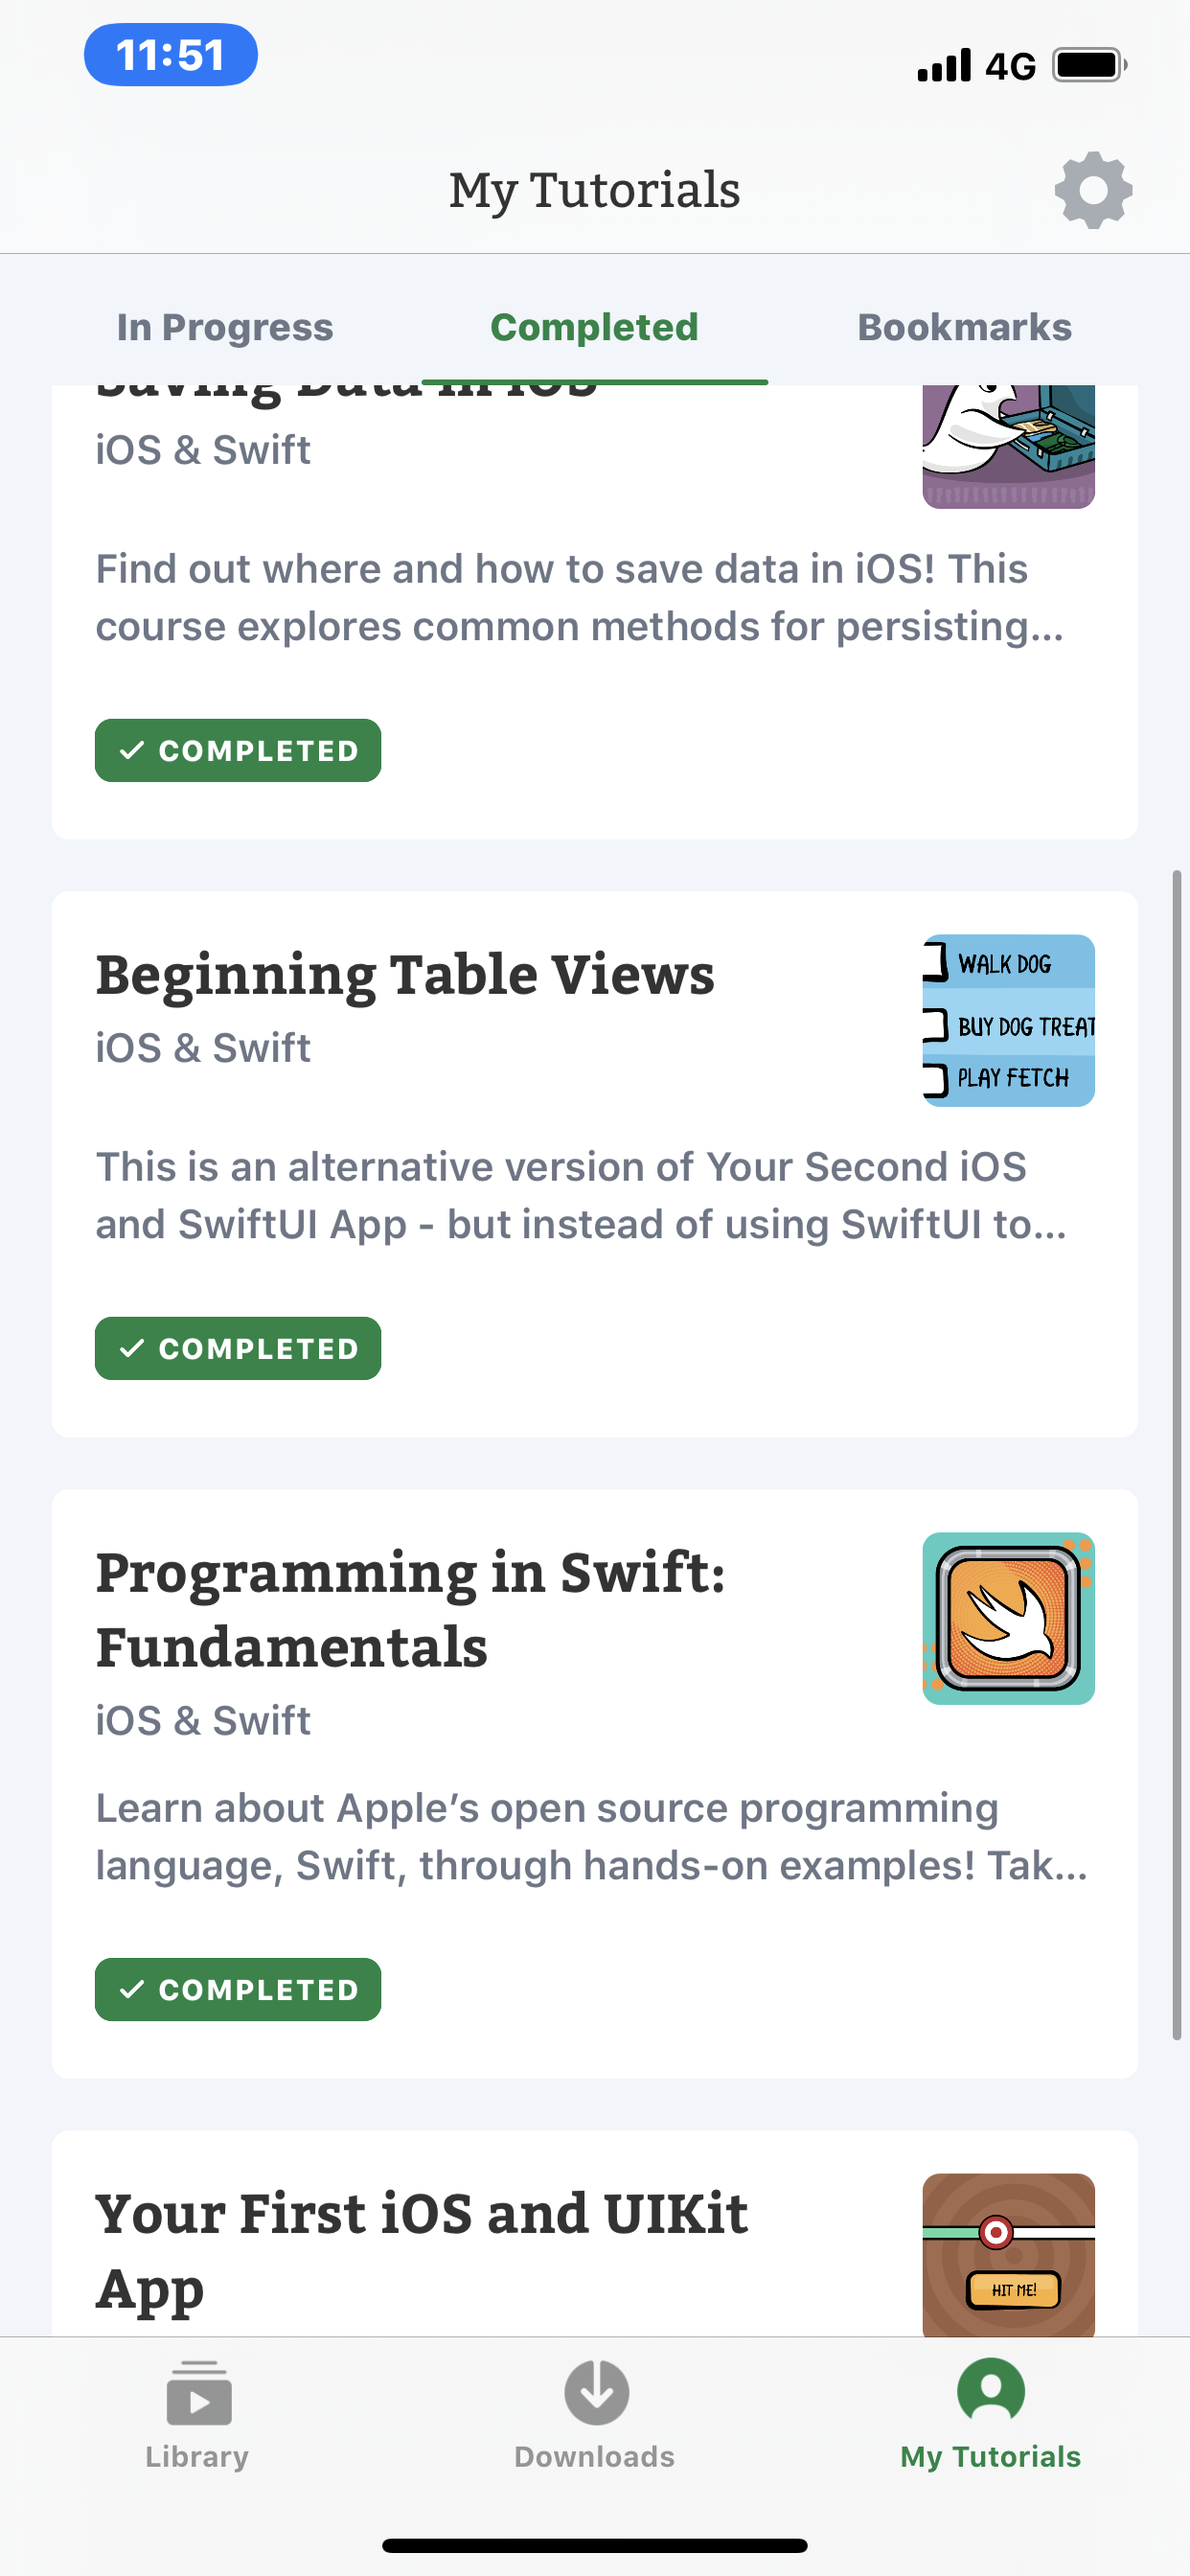 11:51
4G
My Tutorials
In Progress
Completed
Bookmarks
Saving Data in iOS
iOS & Swift
Find out where and how to save data in iOS! This
course explores common methods for persisting...
COMPLETED
Beginning Table Views
iOS & Swift
WALK DOG
BUY DOG TREAT
PLAY FETCH
This is an alternative version of Your Second iOS
and SwiftUI App - but instead of using SwiftUI to...
COMPLETED
Programming in Swift:
Fundamentals
iOS & Swift
Learn about Apple’s open source programming
language, Swift, through hands-on examples! Tak...
COMPLETED
Your First iOS and UIKit
App
HIT ME!
Library
Downloads
My Tutorials